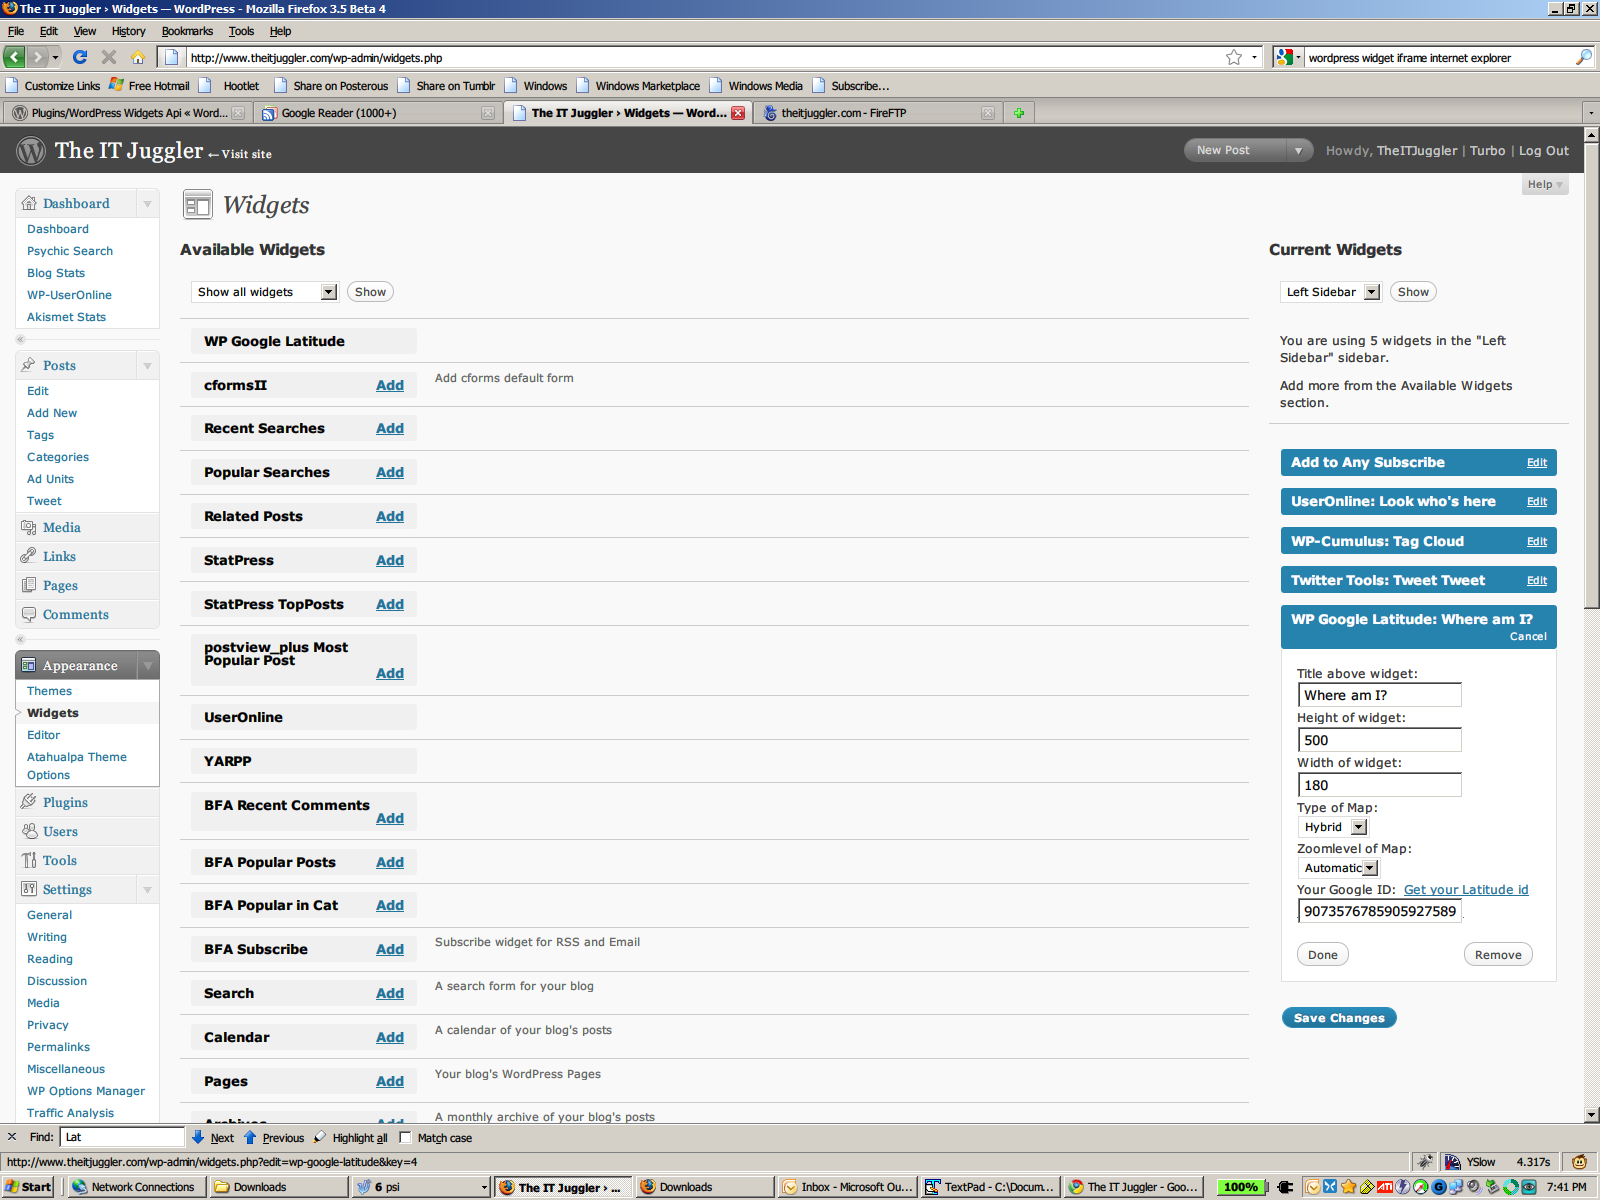 The IT Juggler › Widgets — WordPress - Mozilla Firefox 3.5 Beta 4
File Edit View History Bookmarks Tools Help
http://www.theitjuggler.com/wp-admin/widgets.php
wordpress widget iframe internet explorer
Customize Links Free Hotmail Hootlet Share on Posterous Share on Tumblr Windows Windows Marketplace Windows Media Subscribe...
Plugins/WordPress Widgets Api « Word... Google Reader (1000+) The IT Juggler › Widgets — Wor... theitjuggler.com - FireFTP
The IT Juggler ← Visit site
New Post Howdy, TheITJuggler | Turbo | Log Out
Help
Dashboard
Dashboard
Psychic Search
Blog Stats
WP-UserOnline
Akismet Stats
Posts
Edit
Add New
Tags
Categories
Ad Units
Tweet
Media
Links
Pages
Comments
Appearance
Themes
Widgets
Editor
Atahualpa Theme
Options
Plugins
Users
Tools
Settings
General
Writing
Reading
Discussion
Media
Privacy
Permalinks
Miscellaneous
WP Options Manager
Traffic Analysis
Widgets
Available Widgets
Show all widgets Show
WP Google Latitude
cformsII Add Add cforms default form
Recent Searches Add
Popular Searches Add
Related Posts Add
StatPress Add
StatPress TopPosts Add
postview_plus Most
Popular Post
Add
UserOnline
YARPP
BFA Recent Comments
Add
BFA Popular Posts Add
BFA Popular in Cat Add
BFA Subscribe Add Subscribe widget for RSS and Email
Search Add A search form for your blog
Calendar Add A calendar of your blog's posts
Pages Add Your blog's WordPress Pages
Archives Add A monthly archive of your blog's posts
Current Widgets
Left Sidebar Show
You are using 5 widgets in the "Left
Sidebar" sidebar.
Add more from the Available Widgets
section.
Add to Any Subscribe Edit
UserOnline: Look who's here Edit
WP-Cumulus: Tag Cloud Edit
Twitter Tools: Tweet Tweet Edit
WP Google Latitude: Where am I?
Cancel
Title above widget:
Where am I?
Height of widget:
500
Width of widget:
180
Type of Map:
Hybrid
Zoomlevel of Map:
Automatic
Your Google ID: Get your Latitude id
9073576785905927589
Done Remove
Save Changes
Find: Lat Next Previous Highlight all Match case
http://www.theitjuggler.com/wp-admin/widgets.php?edit=wp-google-latitude&key=4
YSlow 4.317s
Start Network Connections Downloads 6 psi The IT Juggler › ... Downloads Inbox - Microsoft Ou... TextPad - C:\Docum... The IT Juggler - Goo... 100% ATI 7:41 PM